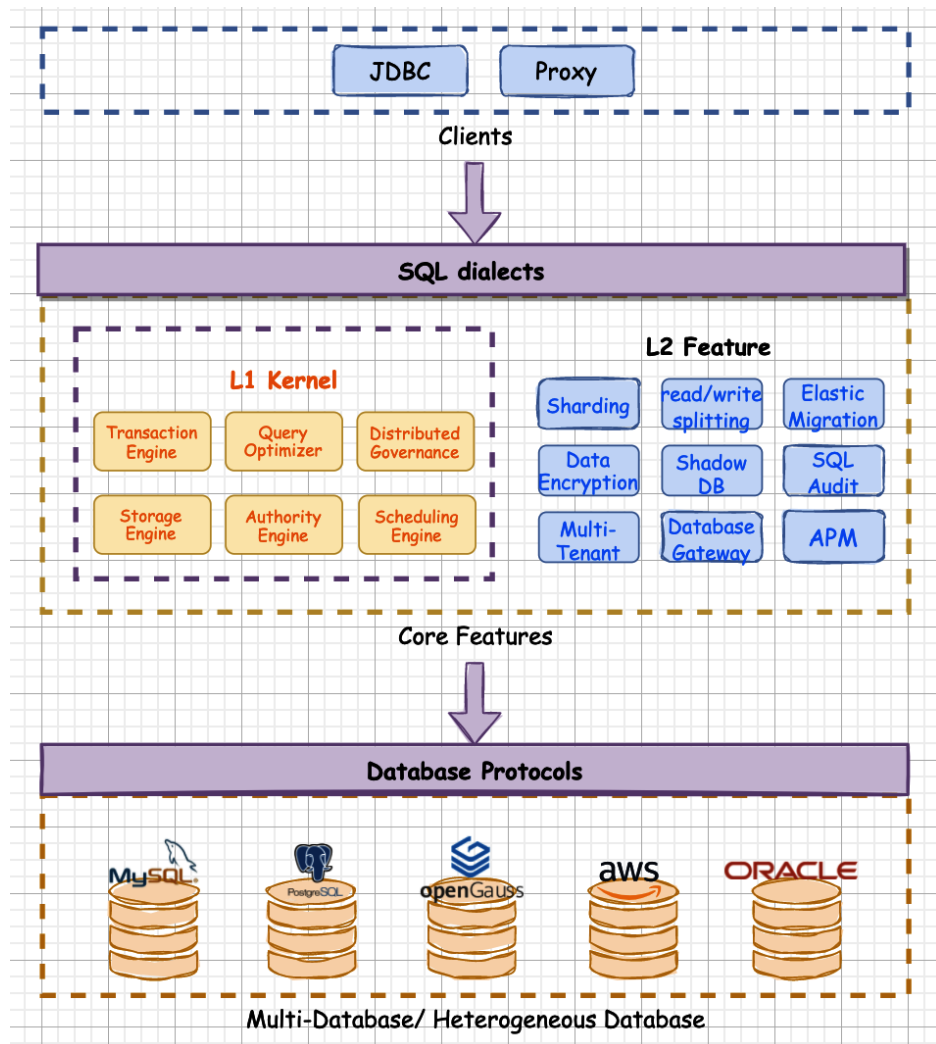 JDBC
Proxy
Clients
SQL dialects
L1 Kernel
Transaction
Engine
Query
Optimizer
Distributed
Governance
Storage
Engine
Authority
Engine
Scheduling
Engine
L2 Feature
Sharding
read/write
splitting
Elastic
Migration
Data
Encryption
Shadow
DB
SQL
Audit
Multi-
Tenant
Database
Gateway
APM
Core Features
Database Protocols
MySQL®
PostgreSQL
openGauss
aws
ORACLE
Multi-Database/ Heterogeneous Database